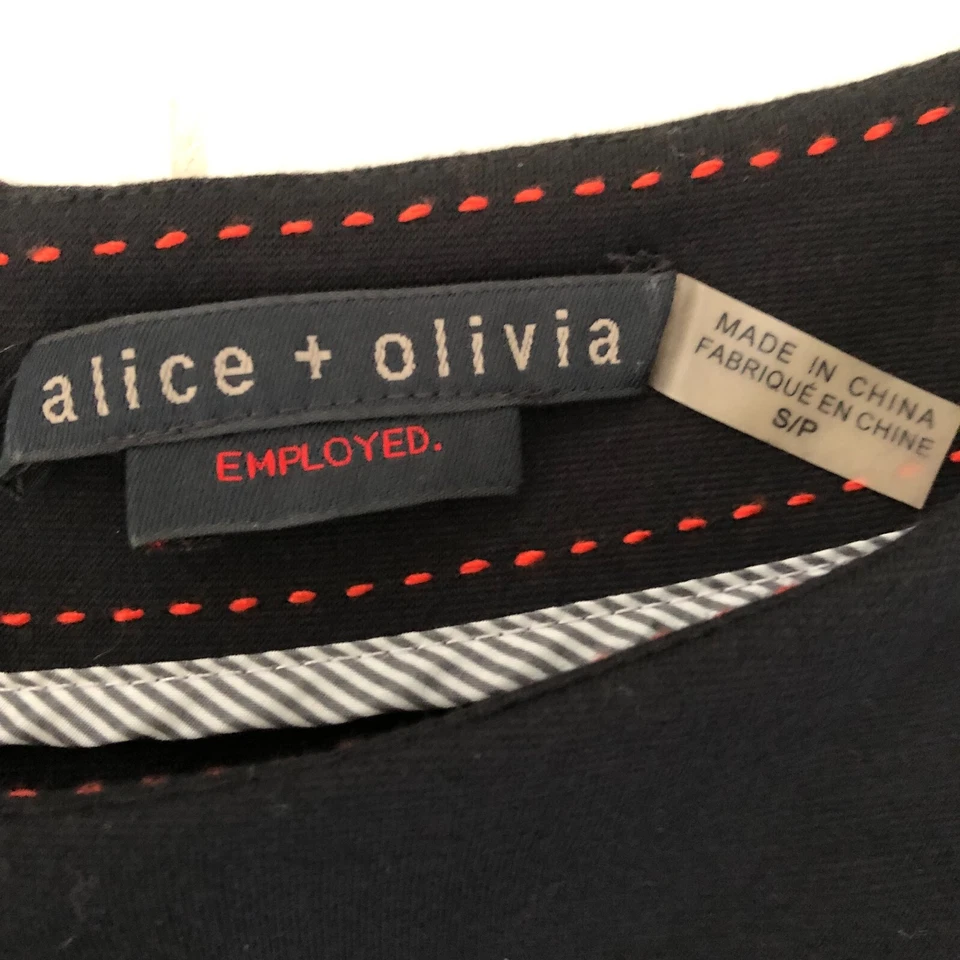 alice + olivia
EMPLOYED.
MADE IN CHINA
FABRIQUÉ EN CHINE
S/P